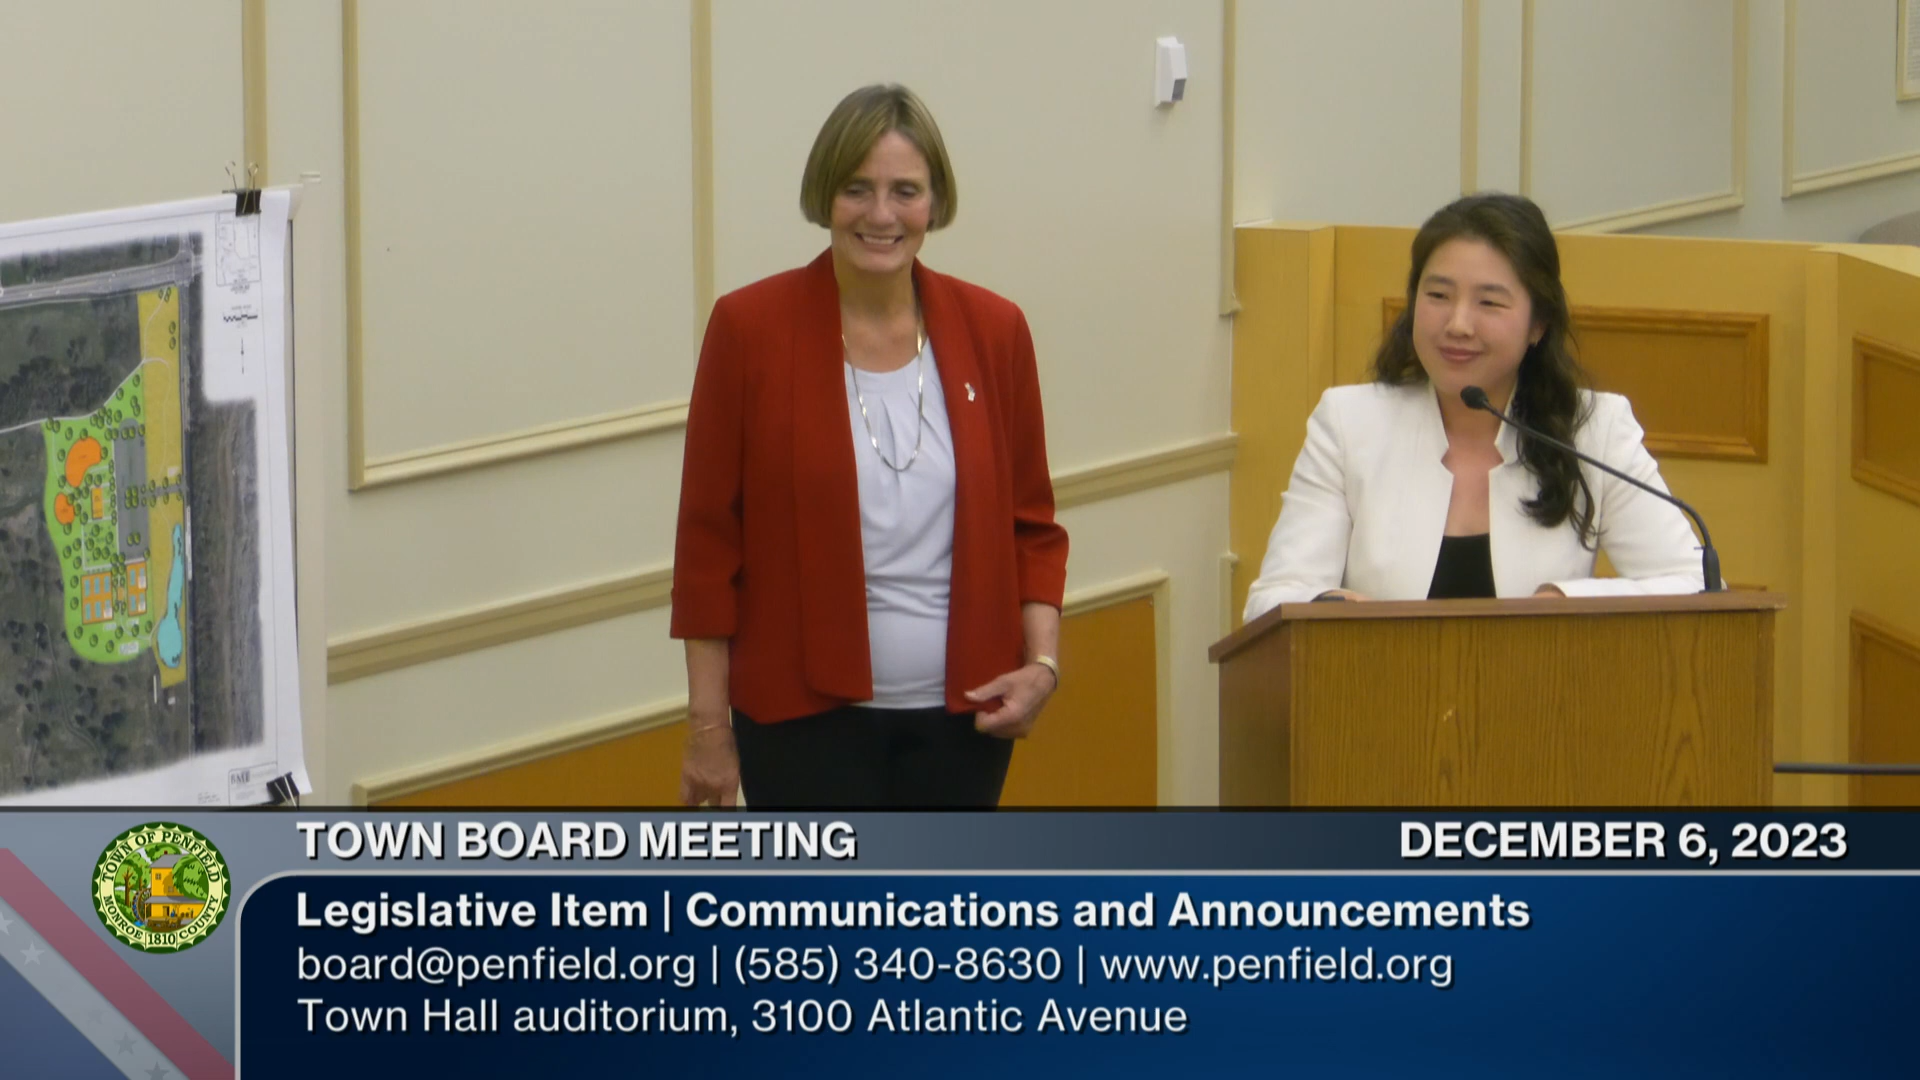 TOWN BOARD MEETING
DECEMBER 6, 2023
Legislative Item | Communications and Announcements
board@penfield.org | (585) 340-8630 | www.penfield.org
Town Hall auditorium, 3100 Atlantic Avenue
TOWN OF PENFIELD
MONROE COUNTY
1810